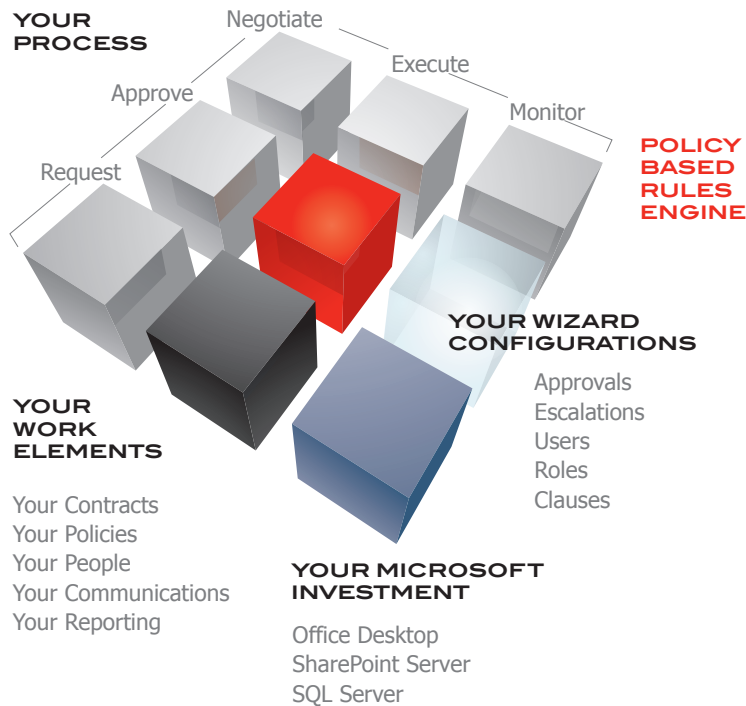 YOUR
PROCESS
Negotiate
Execute
Approve
Monitor
Request
POLICY
BASED
RULES
ENGINE
YOUR WIZARD
CONFIGURATIONS
Approvals
Escalations
Users
Roles
Clauses
YOUR
WORK
ELEMENTS
Your Contracts
Your Policies
Your People
Your Communications
Your Reporting
YOUR MICROSOFT
INVESTMENT
Office Desktop
SharePoint Server
SQL Server